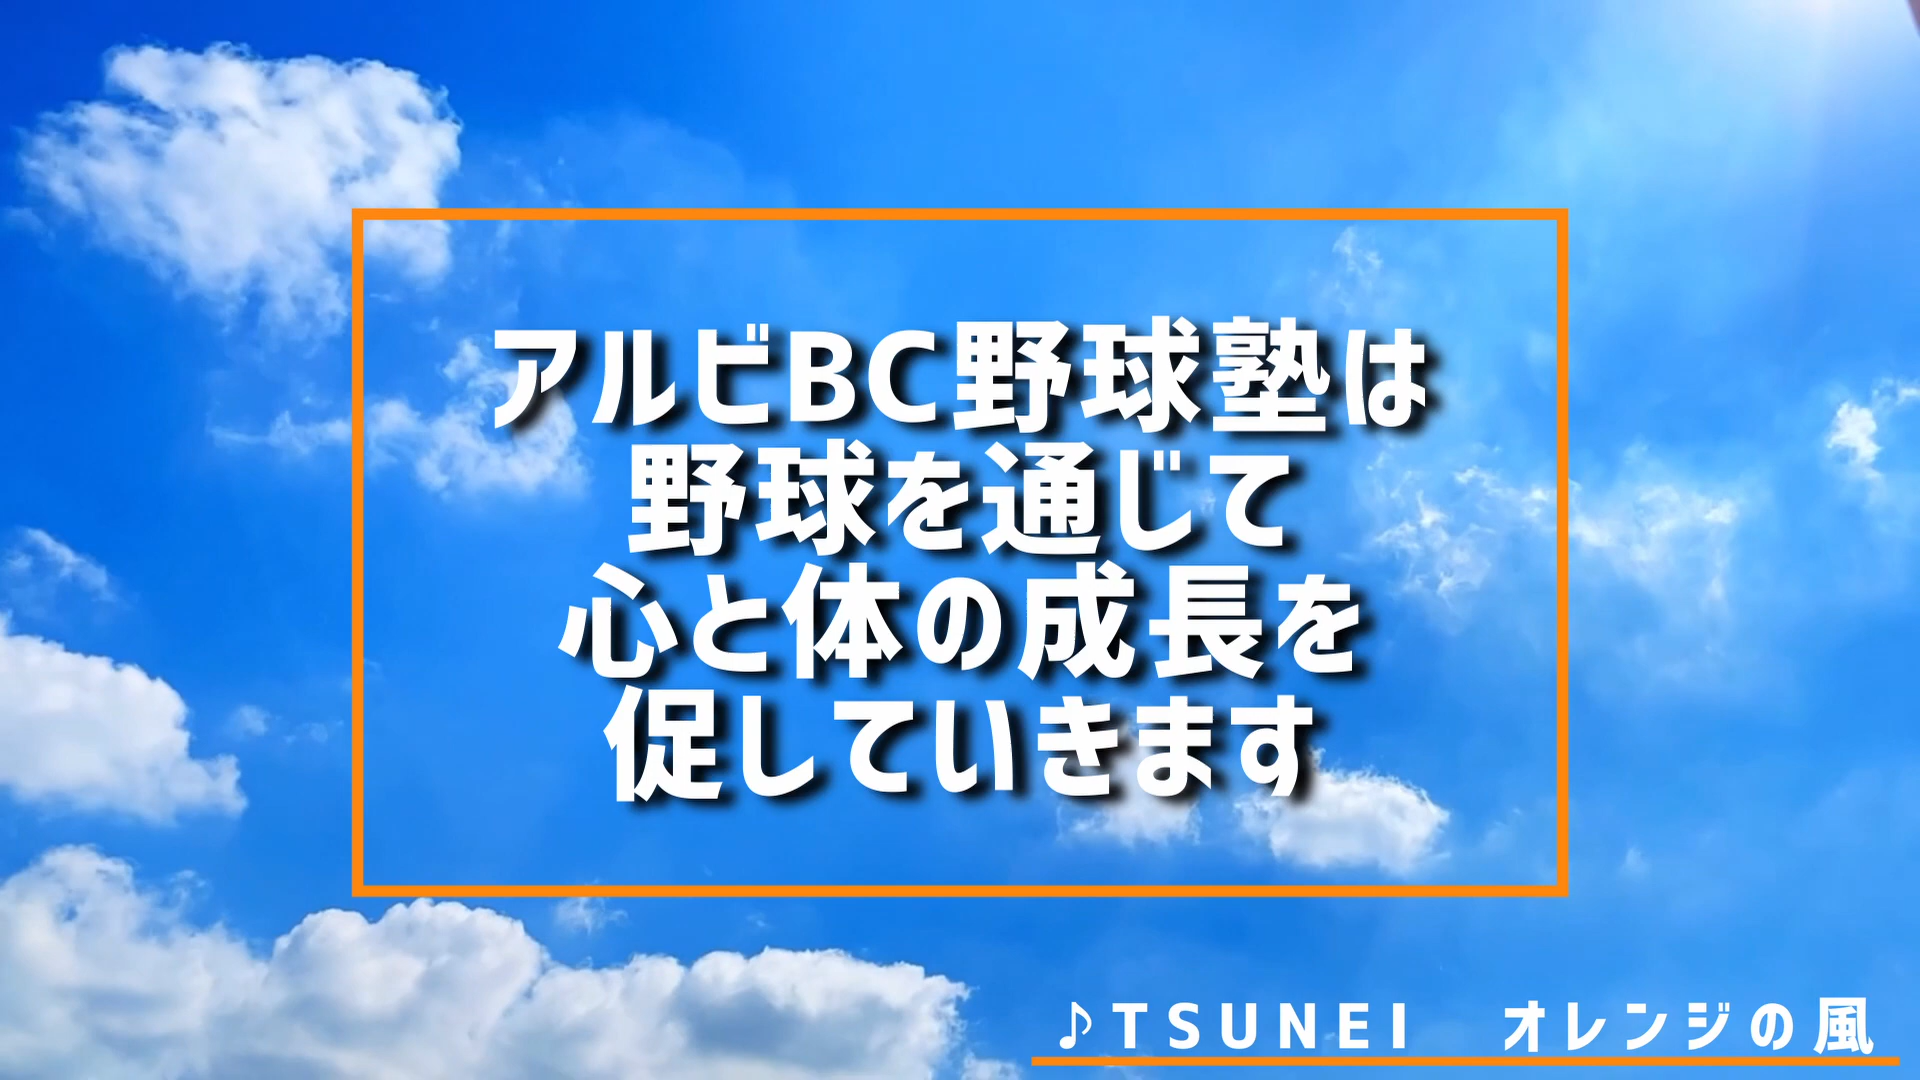 アルビBC野球塾は
野球を通じて
心と体の成長を
促していきます
♪TSUNEI　オレンジの風